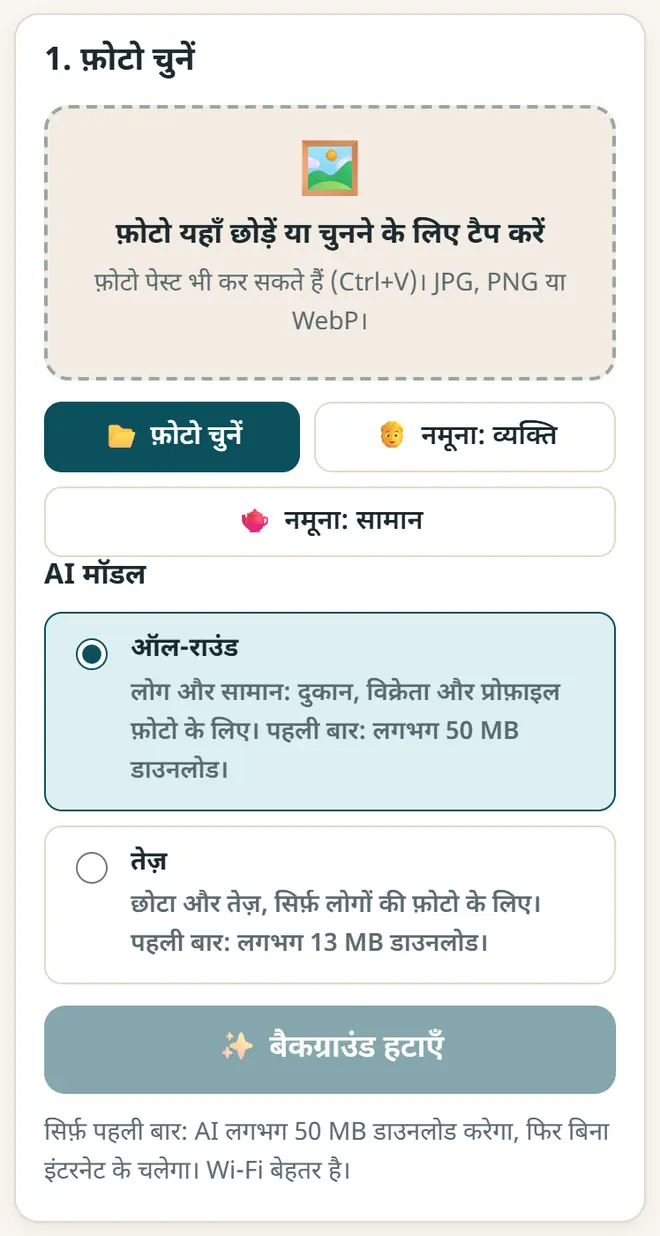 1. फ़ोटो चुनें
फ़ोटो यहाँ छोड़ें या चुनने के लिए टैप करें
फ़ोटो पेस्ट भी कर सकते हैं (Ctrl+V)। JPG, PNG या
WebP।
फ़ोटो चुनें
नमूना: व्यक्ति
नमूना: सामान
AI मॉडल
ऑल-राउंड
लोग और सामान: दुकान, विक्रेता और प्रोफ़ाइल
फ़ोटो के लिए। पहली बार: लगभग 50 MB
डाउनलोड।
तेज़
छोटा और तेज़, सिर्फ़ लोगों की फ़ोटो के लिए।
पहली बार: लगभग 13 MB डाउनलोड।
बैकग्राउंड हटाएँ
सिर्फ़ पहली बार: AI लगभग 50 MB डाउनलोड करेगा, फिर बिना
इंटरनेट के चलेगा। Wi-Fi बेहतर है।